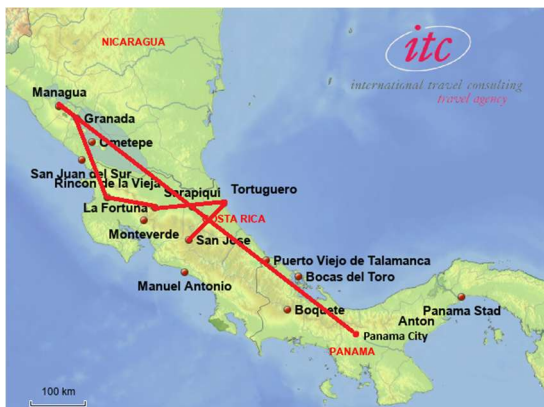 NICARAGUA
itc
international travel consulting
travel agency
Managua
Granada
Ometepe
San Juan del Sur
Rincon de la Vieja
Sarapiqui
Tortuguero
La Fortuna
COSTA RICA
Monteverde
San Jose
Puerto Viejo de Talamanca
Manuel Antonio
Bocas del Toro
Boquete
Panama Stad
Anton
Panama City
PANAMA
100 km